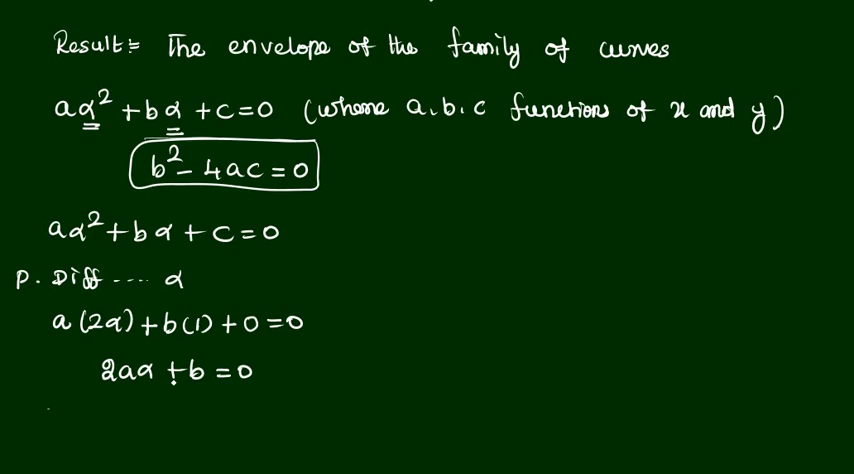 Result:= The envelope of the family of curves
aα² + bα + c = 0 (where a, b, c functions of x and y)
b² - 4ac = 0
aα² + bα + c = 0
P. Diff .... α
a(2α) + b(1) + 0 = 0
2aα + b = 0